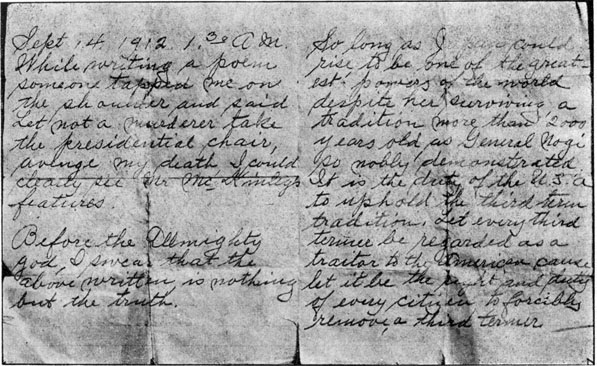 Sept. 14, 1912 1.30 A.M.
While writing a poem
someone tapped me on
the shoulder and said
Let not a murderer take
the presidential chair,
avenge my death I could
clearly see Mr Mc Kinleys
features.
Before the Allmighty
god, I swear that the
above written is nothing
but the truth.
So long as could
rise to be one of the great-
est powers of the world
despite her surviving a
tradition more than 2000
years old as General Nogi
so nobly demonstrated
It is the duty of the U.S.A
to uphold the third term
tradition. Let every third
termer be regarded as a
traitor to the American cause
let it be the right and duty
of every citizen to forcibly
remove a third termer